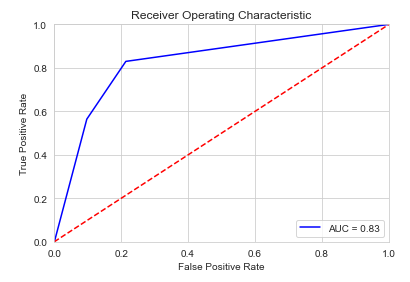 Receiver Operating Characteristic
True Positive Rate
1.0
0.8
0.6
0.4
0.2
0.0
AUC = 0.83
0.0 0.2 0.4 0.6 0.8 1.0
False Positive Rate